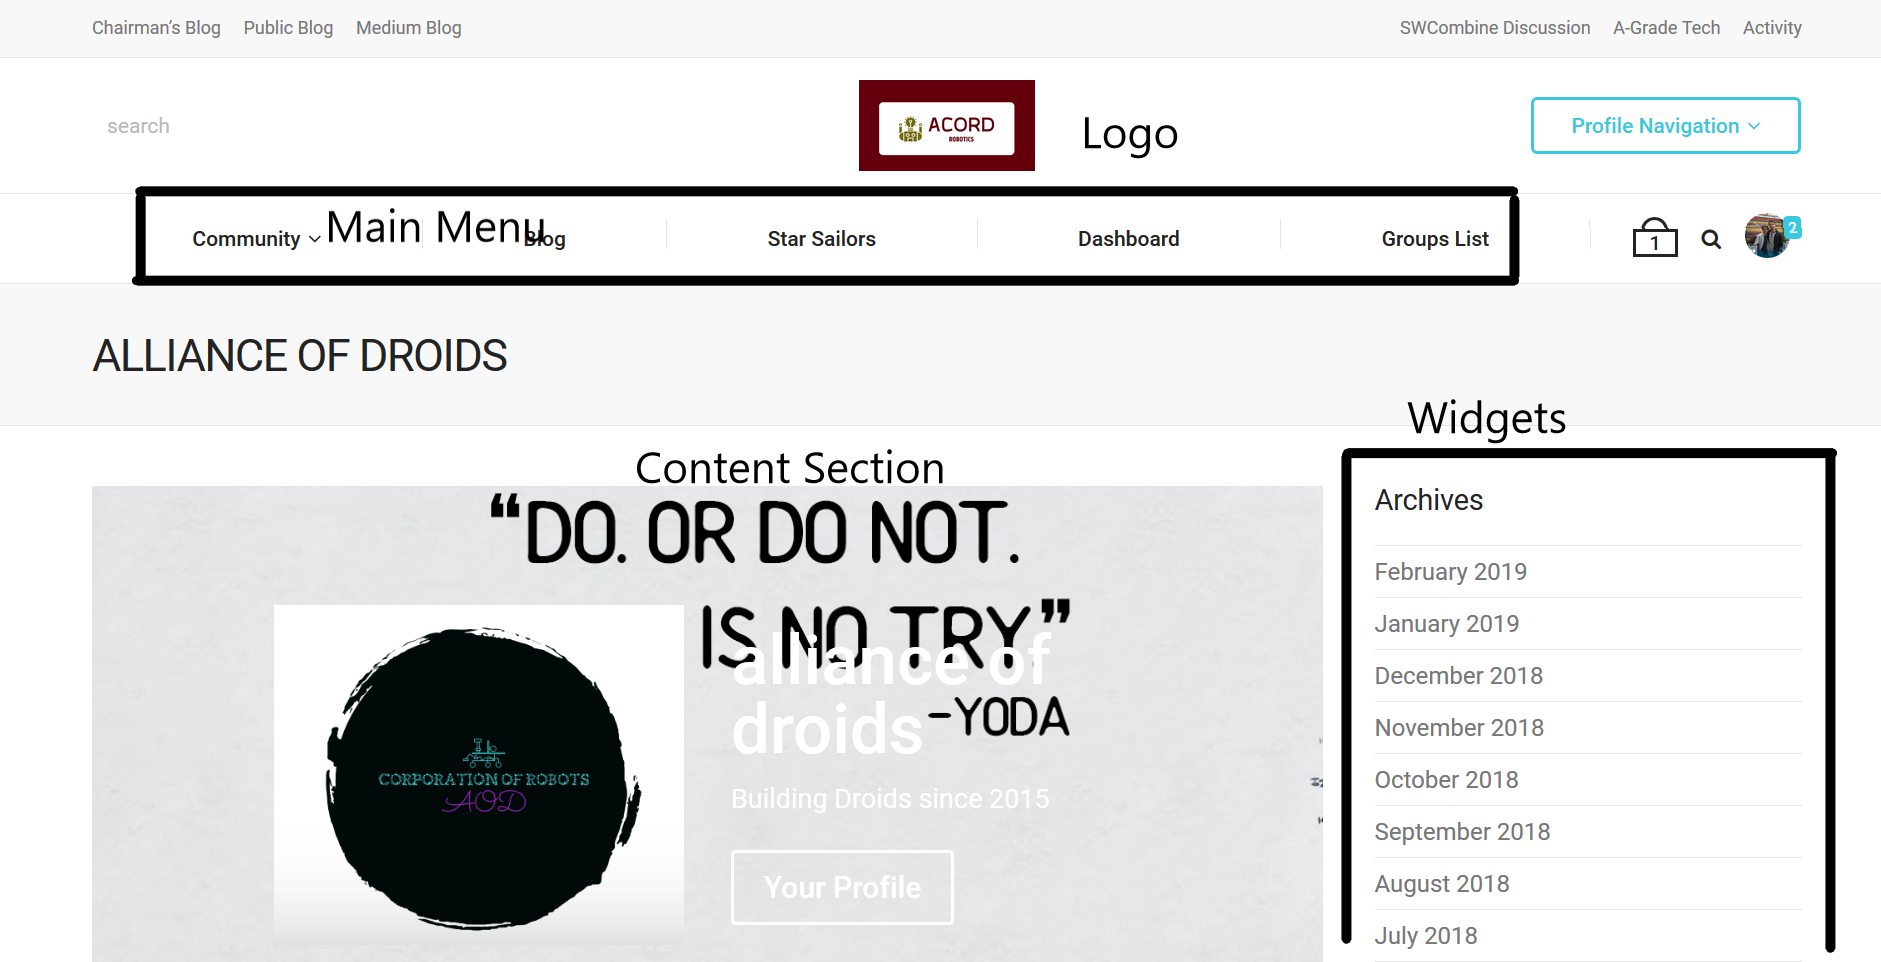 Chairman’s Blog Public Blog Medium Blog SWCombine Discussion A-Grade Tech Activity
search
ACORD
ROBOTICS
Logo
Profile Navigation
Main Menu
Community Blog Star Sailors Dashboard Groups List 1 2
ALLIANCE OF DROIDS
Widgets
Content Section
“DO. OR DO NOT.
IS NO TRY.”
-YODA
alliance of
droids
Building Droids since 2015
Your Profile
CORPORATION OF ROBOTS
AOD
Archives
February 2019
January 2019
December 2018
November 2018
October 2018
September 2018
August 2018
July 2018